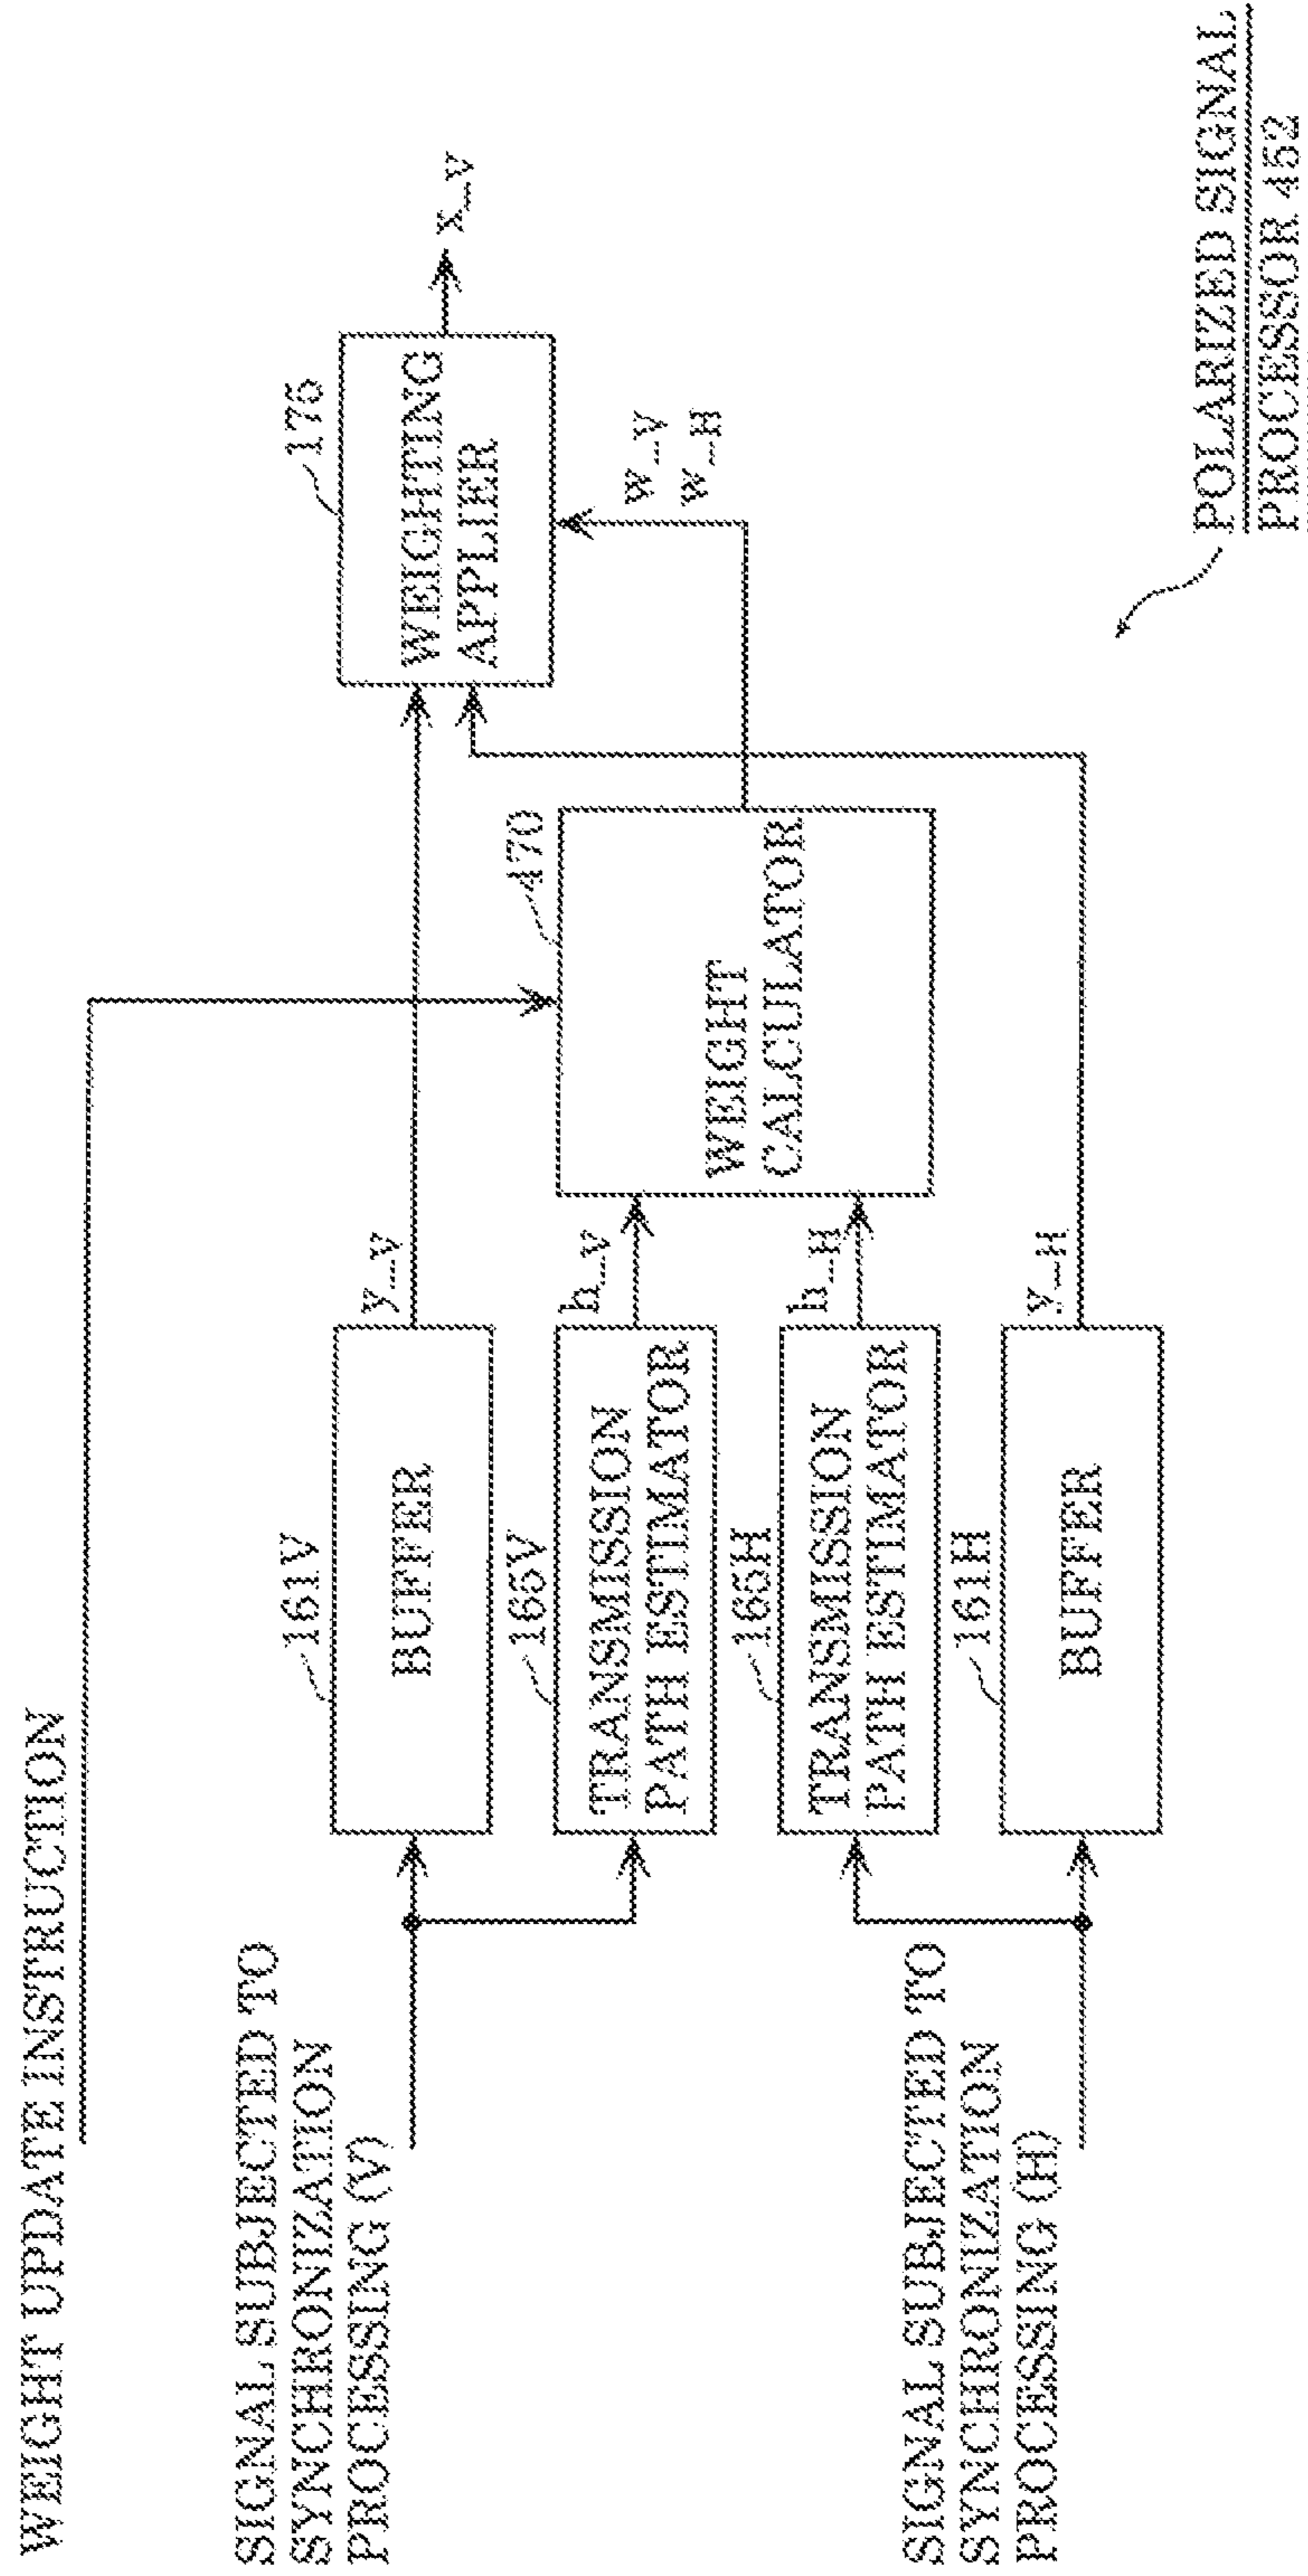 WEIGHT UPDATE INSTRUCTION
SIGNAL SUBJECTED TO
SYNCHRONIZATION
PROCESSING (V)
161V
BUFFER
y_V
165V
TRANSMISSION
PATH ESTIMATOR
h_V
SIGNAL SUBJECTED TO
SYNCHRONIZATION
PROCESSING (H)
165H
TRANSMISSION
PATH ESTIMATOR
h_H
161H
BUFFER
y_H
470
WEIGHT
CALCULATOR
175
WEIGHTING
APPLIER
w_V
w_H
x_V
POLARIZED SIGNAL
PROCESSOR 452